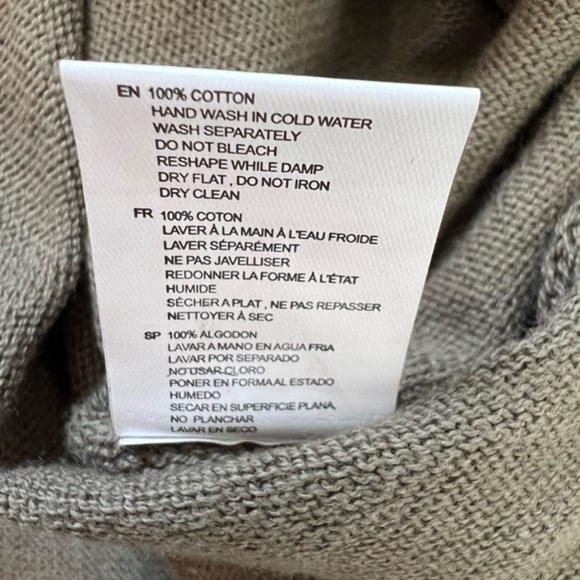 EN 100% COTTON
HAND WASH IN COLD WATER
WASH SEPARATELY
DO NOT BLEACH
RESHAPE WHILE DAMP
DRY FLAT , DO NOT IRON
DRY CLEAN
FR 100% COTON
LAVER À LA MAIN À L'EAU FROIDE
LAVER SÉPARÉMENT
NE PAS JAVELLISER
REDONNER LA FORME À L'ÉTAT
HUMIDE
SÉCHER A PLAT , NE PAS REPASSER
NETTOYER À SEC
SP 100% ALGODON
LAVAR A MANO EN AGUA FRIA
LAVAR POR SEPARADO
NO USAR CLORO
PONER EN FORMA AL ESTADO
HUMEDO
SECAR EN SUPERFICIE PLANA,
NO PLANCHAR
LAVAR EN SECO